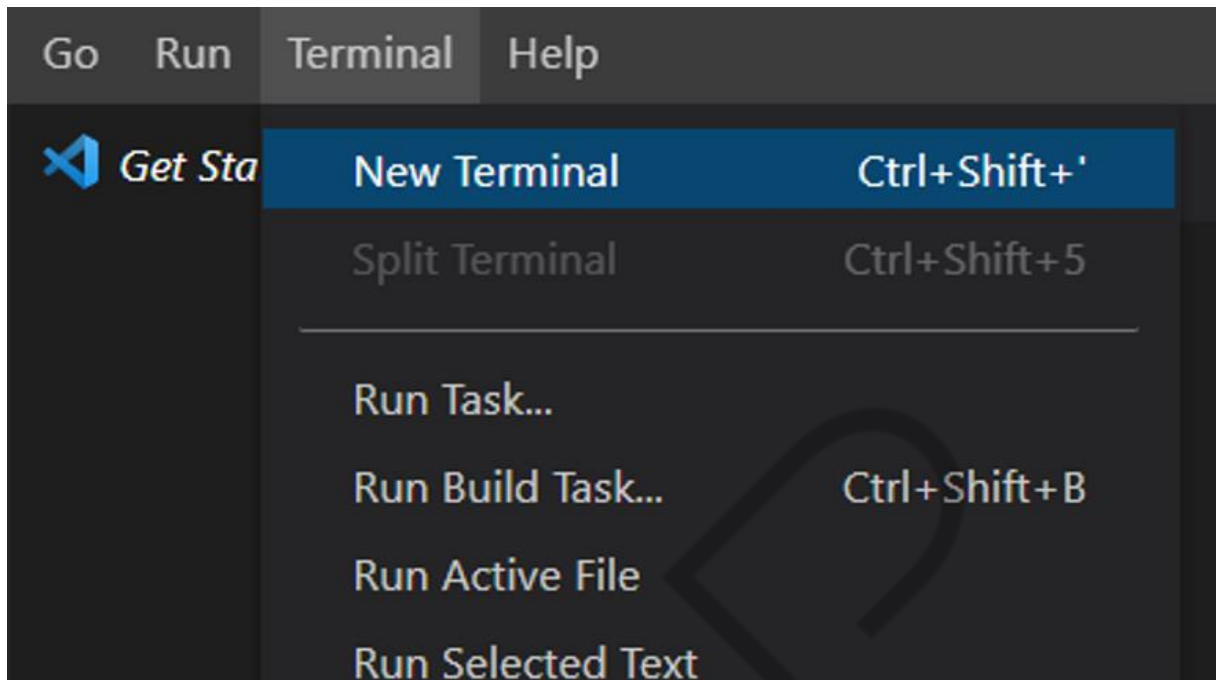 Go Run Terminal Help
Get Sta
New Terminal Ctrl+Shift+'
Split Terminal Ctrl+Shift+5
Run Task...
Run Build Task... Ctrl+Shift+B
Run Active File
Run Selected Text